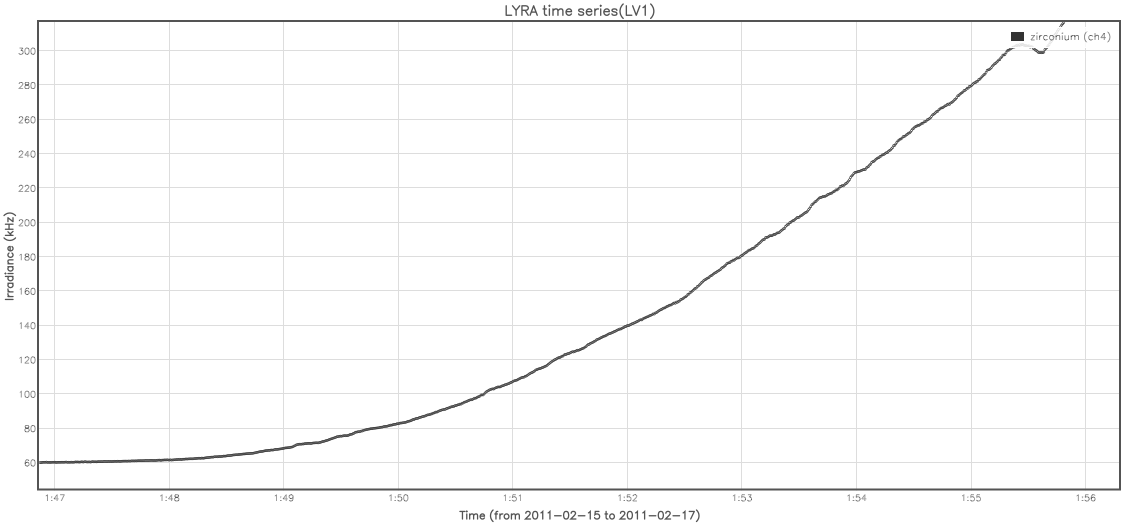 LYRA time series(LV1)
zirconium (ch4)
300
280
260
240
220
200
180
160
140
120
100
80
60
Irradiance (kHz)
1:47 1:48 1:49 1:50 1:51 1:52 1:53 1:54 1:55 1:56
Time (from 2011-02-15 to 2011-02-17)